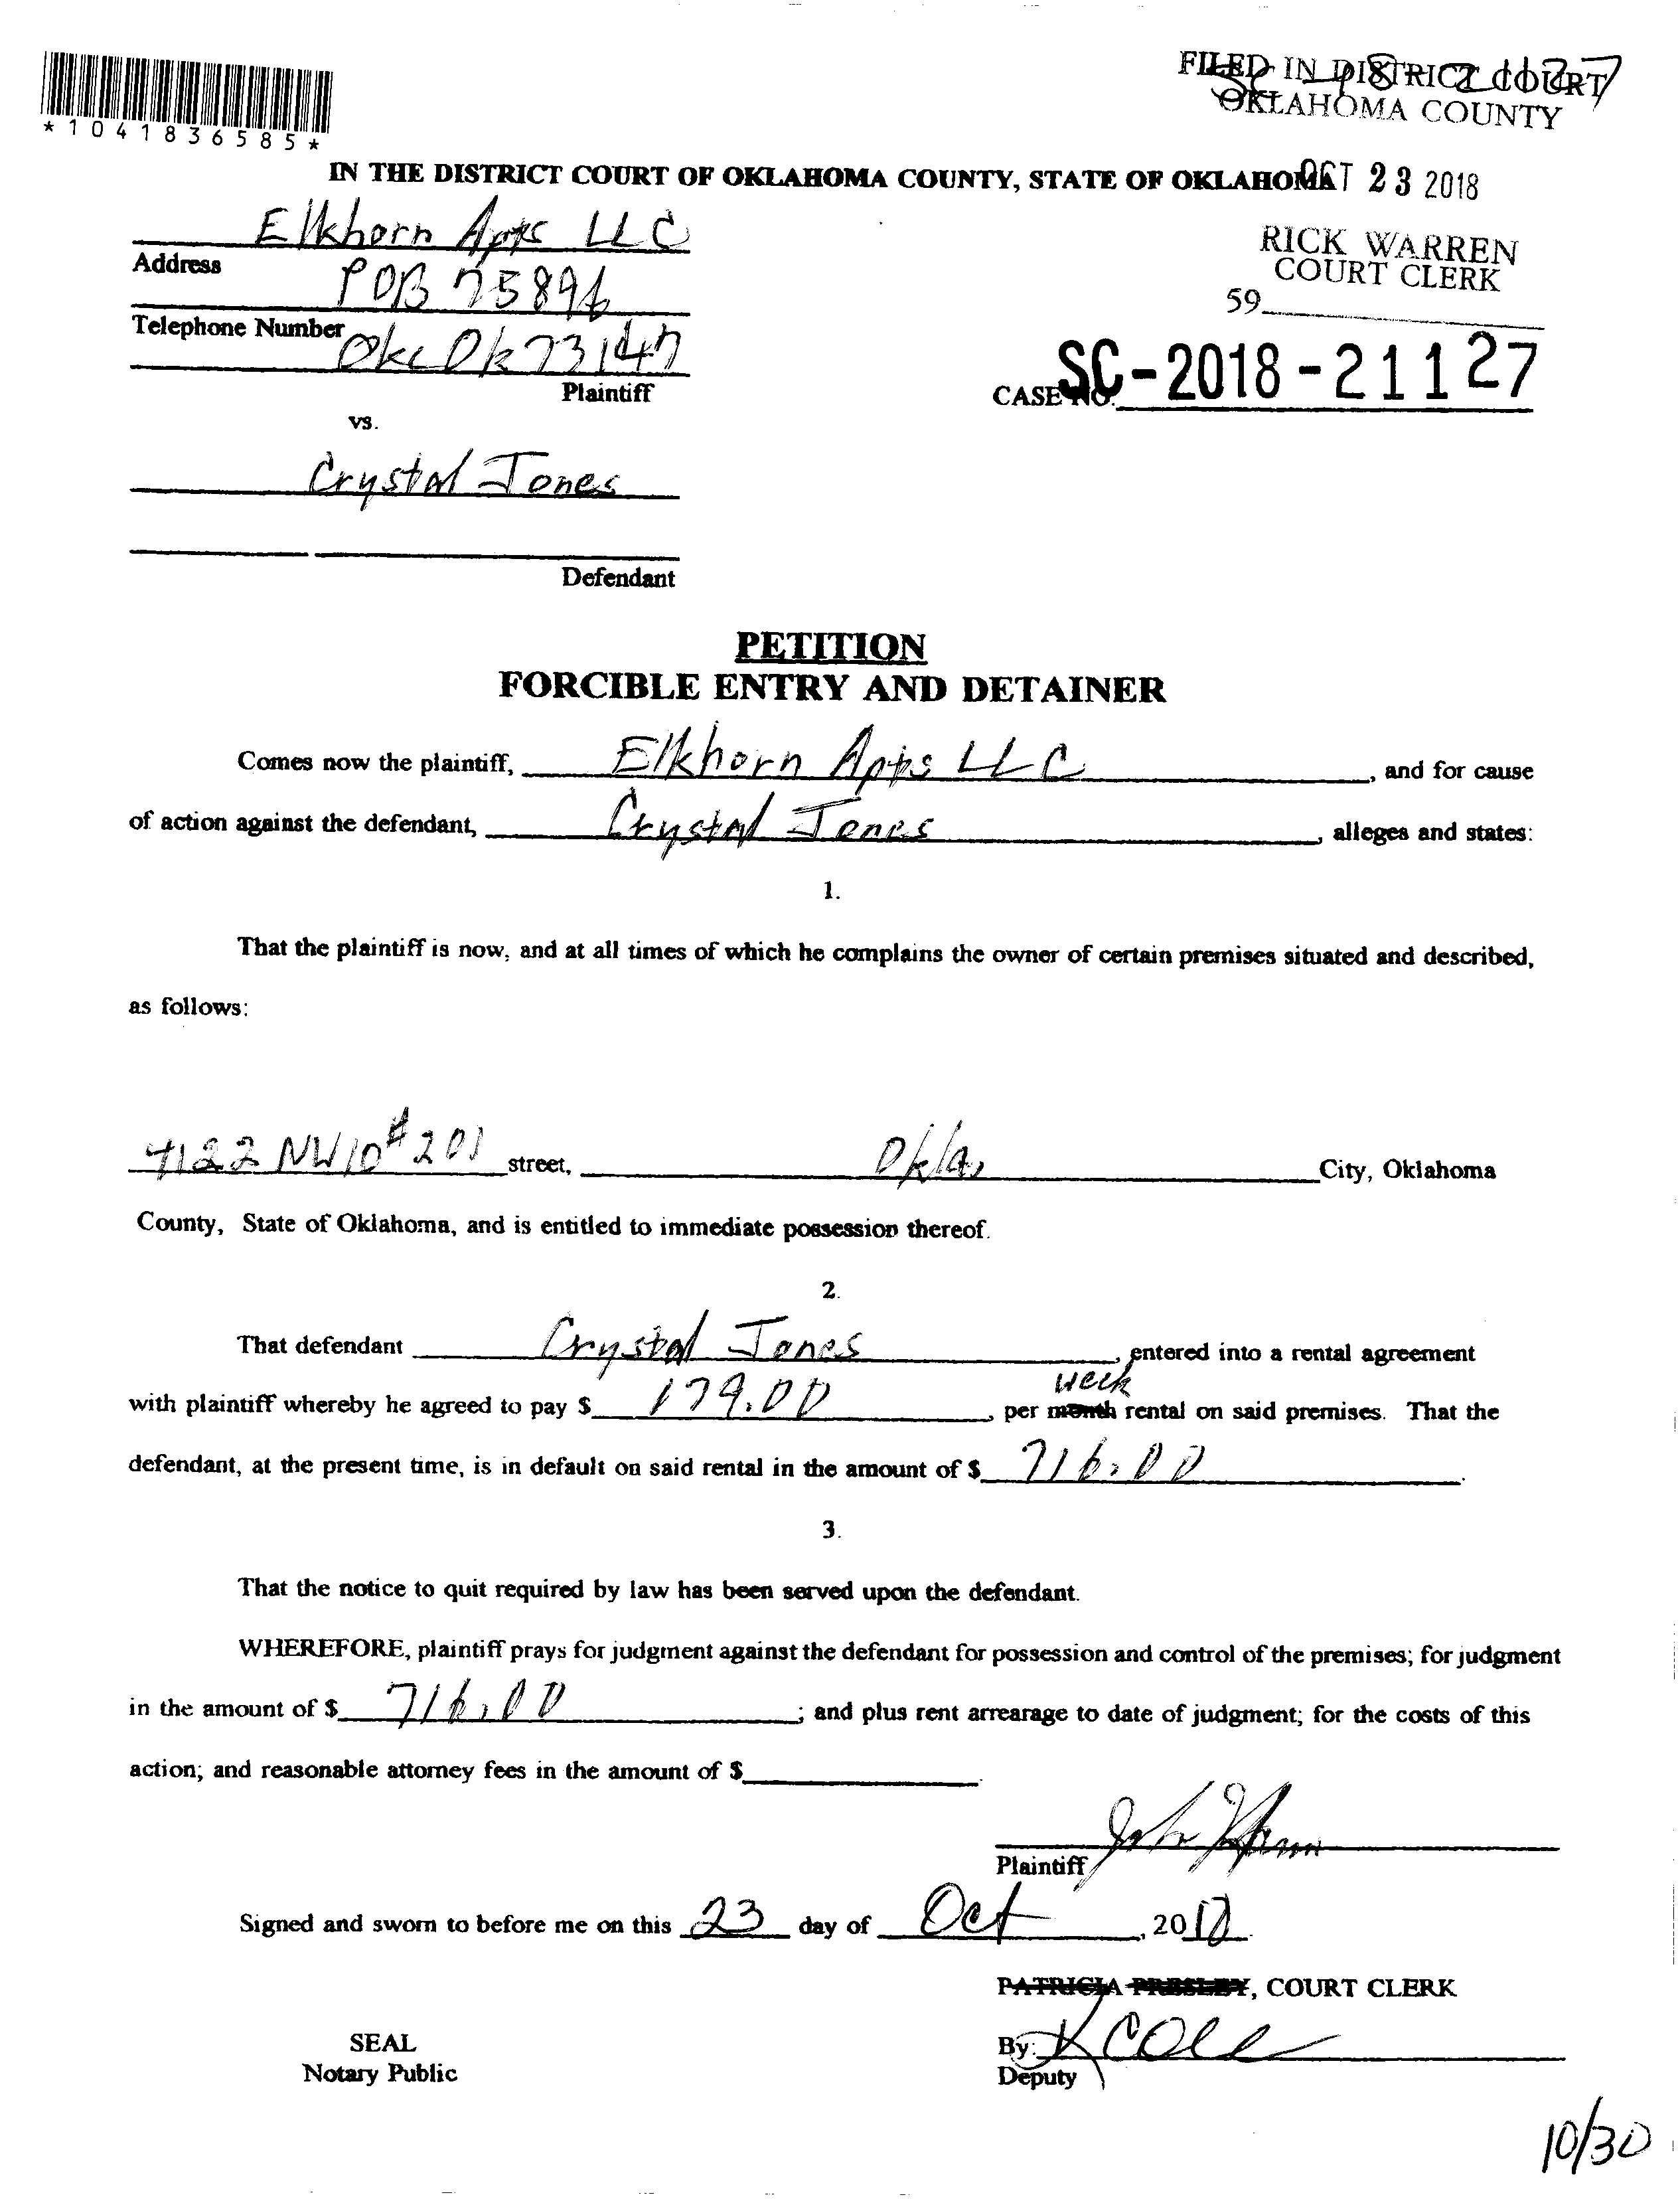 *1041836585*
FILED IN DISTRICT COURT
OKLAHOMA COUNTY
IN THE DISTRICT COURT OF OKLAHOMA COUNTY, STATE OF OKLAHOMA
OCT 23 2018
Elkhorn Apts LLC
RICK WARREN
COURT CLERK
Address
POB 75896
59
Telephone Number
Okc Ok 73147
Plaintiff
CASE NO. SC-2018-21127
vs.
Crystal Jones
Defendant
PETITION
FORCIBLE ENTRY AND DETAINER
Comes now the plaintiff, Elkhorn Apts LLC, and for cause
of action against the defendant, Crystal Jones, alleges and states:
1.
That the plaintiff is now, and at all times of which he complains the owner of certain premises situated and described,
as follows:
4122 NW 10 #201 street, Okla, City, Oklahoma
County, State of Oklahoma, and is entitled to immediate possession thereof.
2.
That defendant Crystal Jones, entered into a rental agreement
week
with plaintiff whereby he agreed to pay $ 179.00, per month rental on said premises. That the
defendant, at the present time, is in default on said rental in the amount of $ 716.00.
3.
That the notice to quit required by law has been served upon the defendant.
WHEREFORE, plaintiff prays for judgment against the defendant for possession and control of the premises; for judgment
in the amount of $ 716.00; and plus rent arrearage to date of judgment; for the costs of this
action; and reasonable attorney fees in the amount of $
Plaintiff
Signed and sworn to before me on this 23 day of Oct, 2018.
PATRICIA PRESLEY, COURT CLERK
SEAL
By: K Cole
Notary Public
Deputy
10/30